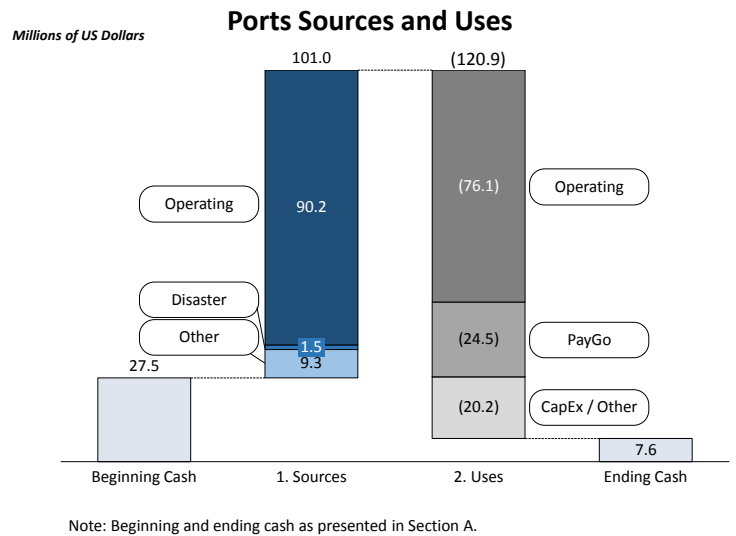 Ports Sources and Uses
Millions of US Dollars
101.0
(120.9)
Operating
90.2
(76.1)
Operating
Disaster
Other
1.5
9.3
(24.5)
PayGo
27.5
(20.2)
CapEx / Other
7.6
Beginning Cash
1. Sources
2. Uses
Ending Cash
Note: Beginning and ending cash as presented in Section A.